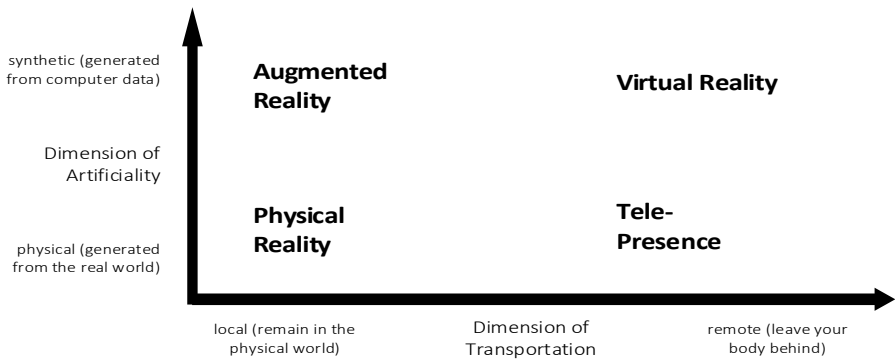 synthetic (generated
from computer data)
Augmented
Reality
Virtual Reality
Dimension of
Artificiality
Physical
Reality
Tele-
Presence
physical (generated
from the real world)
local (remain in the
physical world)
Dimension of
Transportation
remote (leave your
body behind)